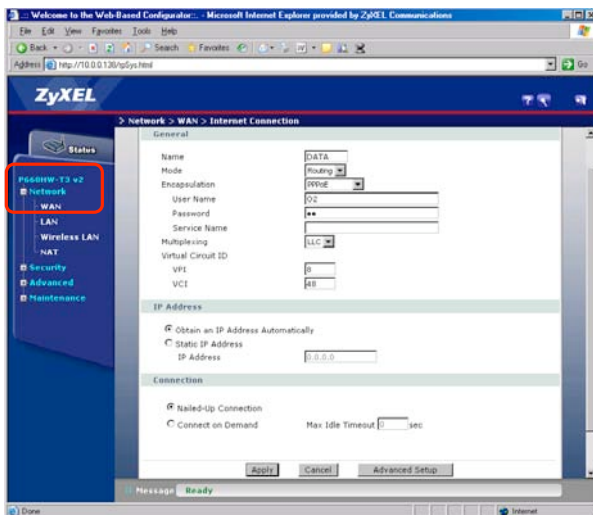 .:: Welcome to the Web-Based Configurator::. - Microsoft Internet Explorer provided by ZyXEL Communications
File Edit View Favorites Tools Help
Back Search Favorites
Address http://10.0.0.138/rpSys.html Go
ZyXEL
> Network > WAN > Internet Connection
Status
P660HW-T3 v2
Network
WAN
LAN
Wireless LAN
NAT
Security
Advanced
Maintenance
General
Name DATA
Mode Routing
Encapsulation PPPoE
User Name O2
Password ••
Service Name
Multiplexing LLC
Virtual Circuit ID
VPI 8
VCI 48
IP Address
Obtain an IP Address Automatically
Static IP Address
IP Address 0.0.0.0
Connection
Nailed-Up Connection
Connect on Demand Max Idle Timeout 0 sec
Apply Cancel Advanced Setup
Message Ready
Done Internet